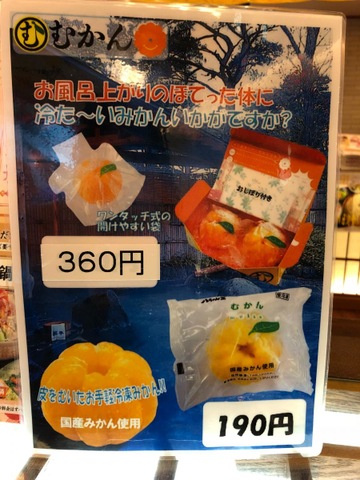 む むかん
お風呂上がりのほてった体に
冷た～いみかんいかがですか?
おしぼり付き
ワンタッチ式の
開けやすい袋
360円
むかん
国産みかん使用
皮をむいたお手軽冷凍みかん!!
国産みかん使用
190円